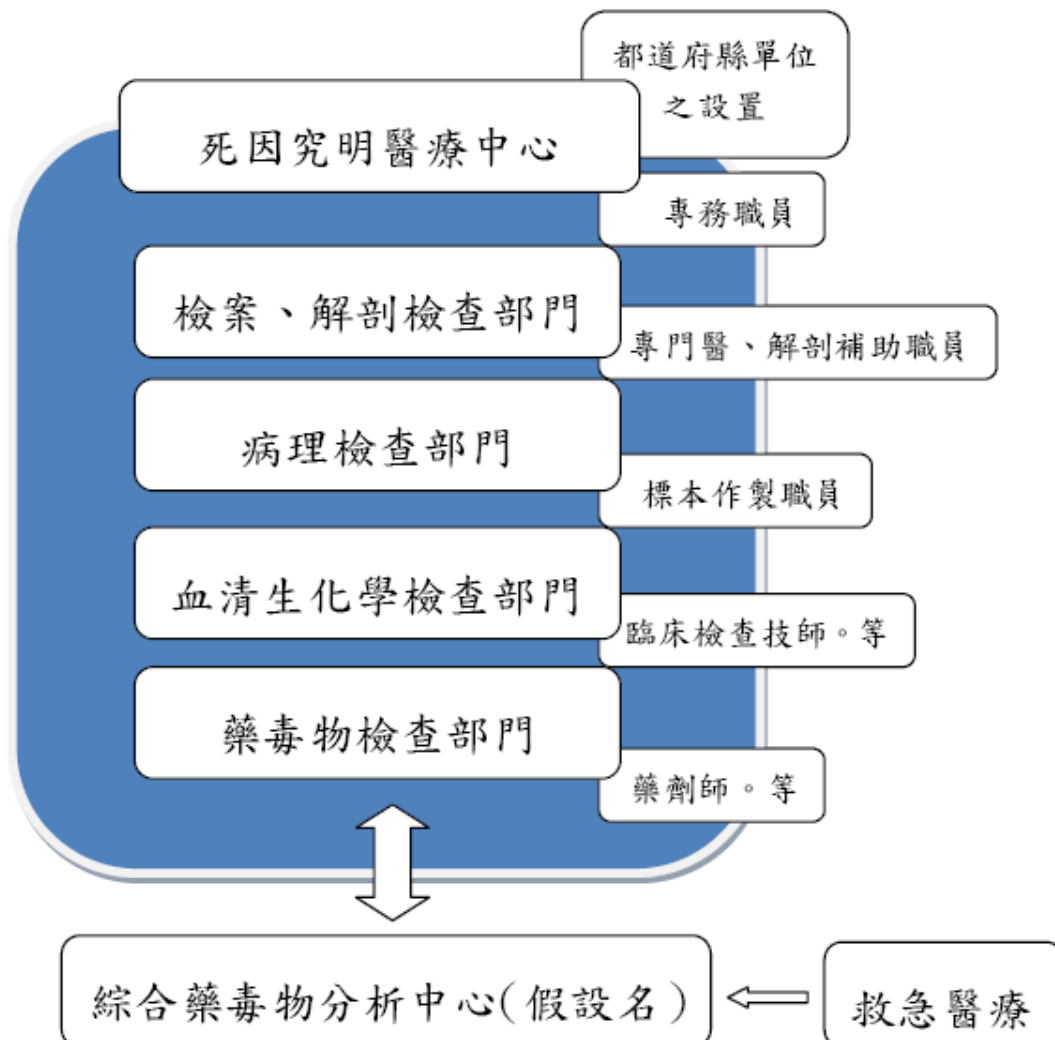 都道府縣單位
之設置
死因究明醫療中心
專務職員
檢案、解剖檢查部門
專門醫、解剖補助職員
病理檢查部門
標本作製職員
血清生化學檢查部門
臨床檢查技師。等
藥毒物檢查部門
藥劑師。等
綜合藥毒物分析中心(假設名)
救急醫療